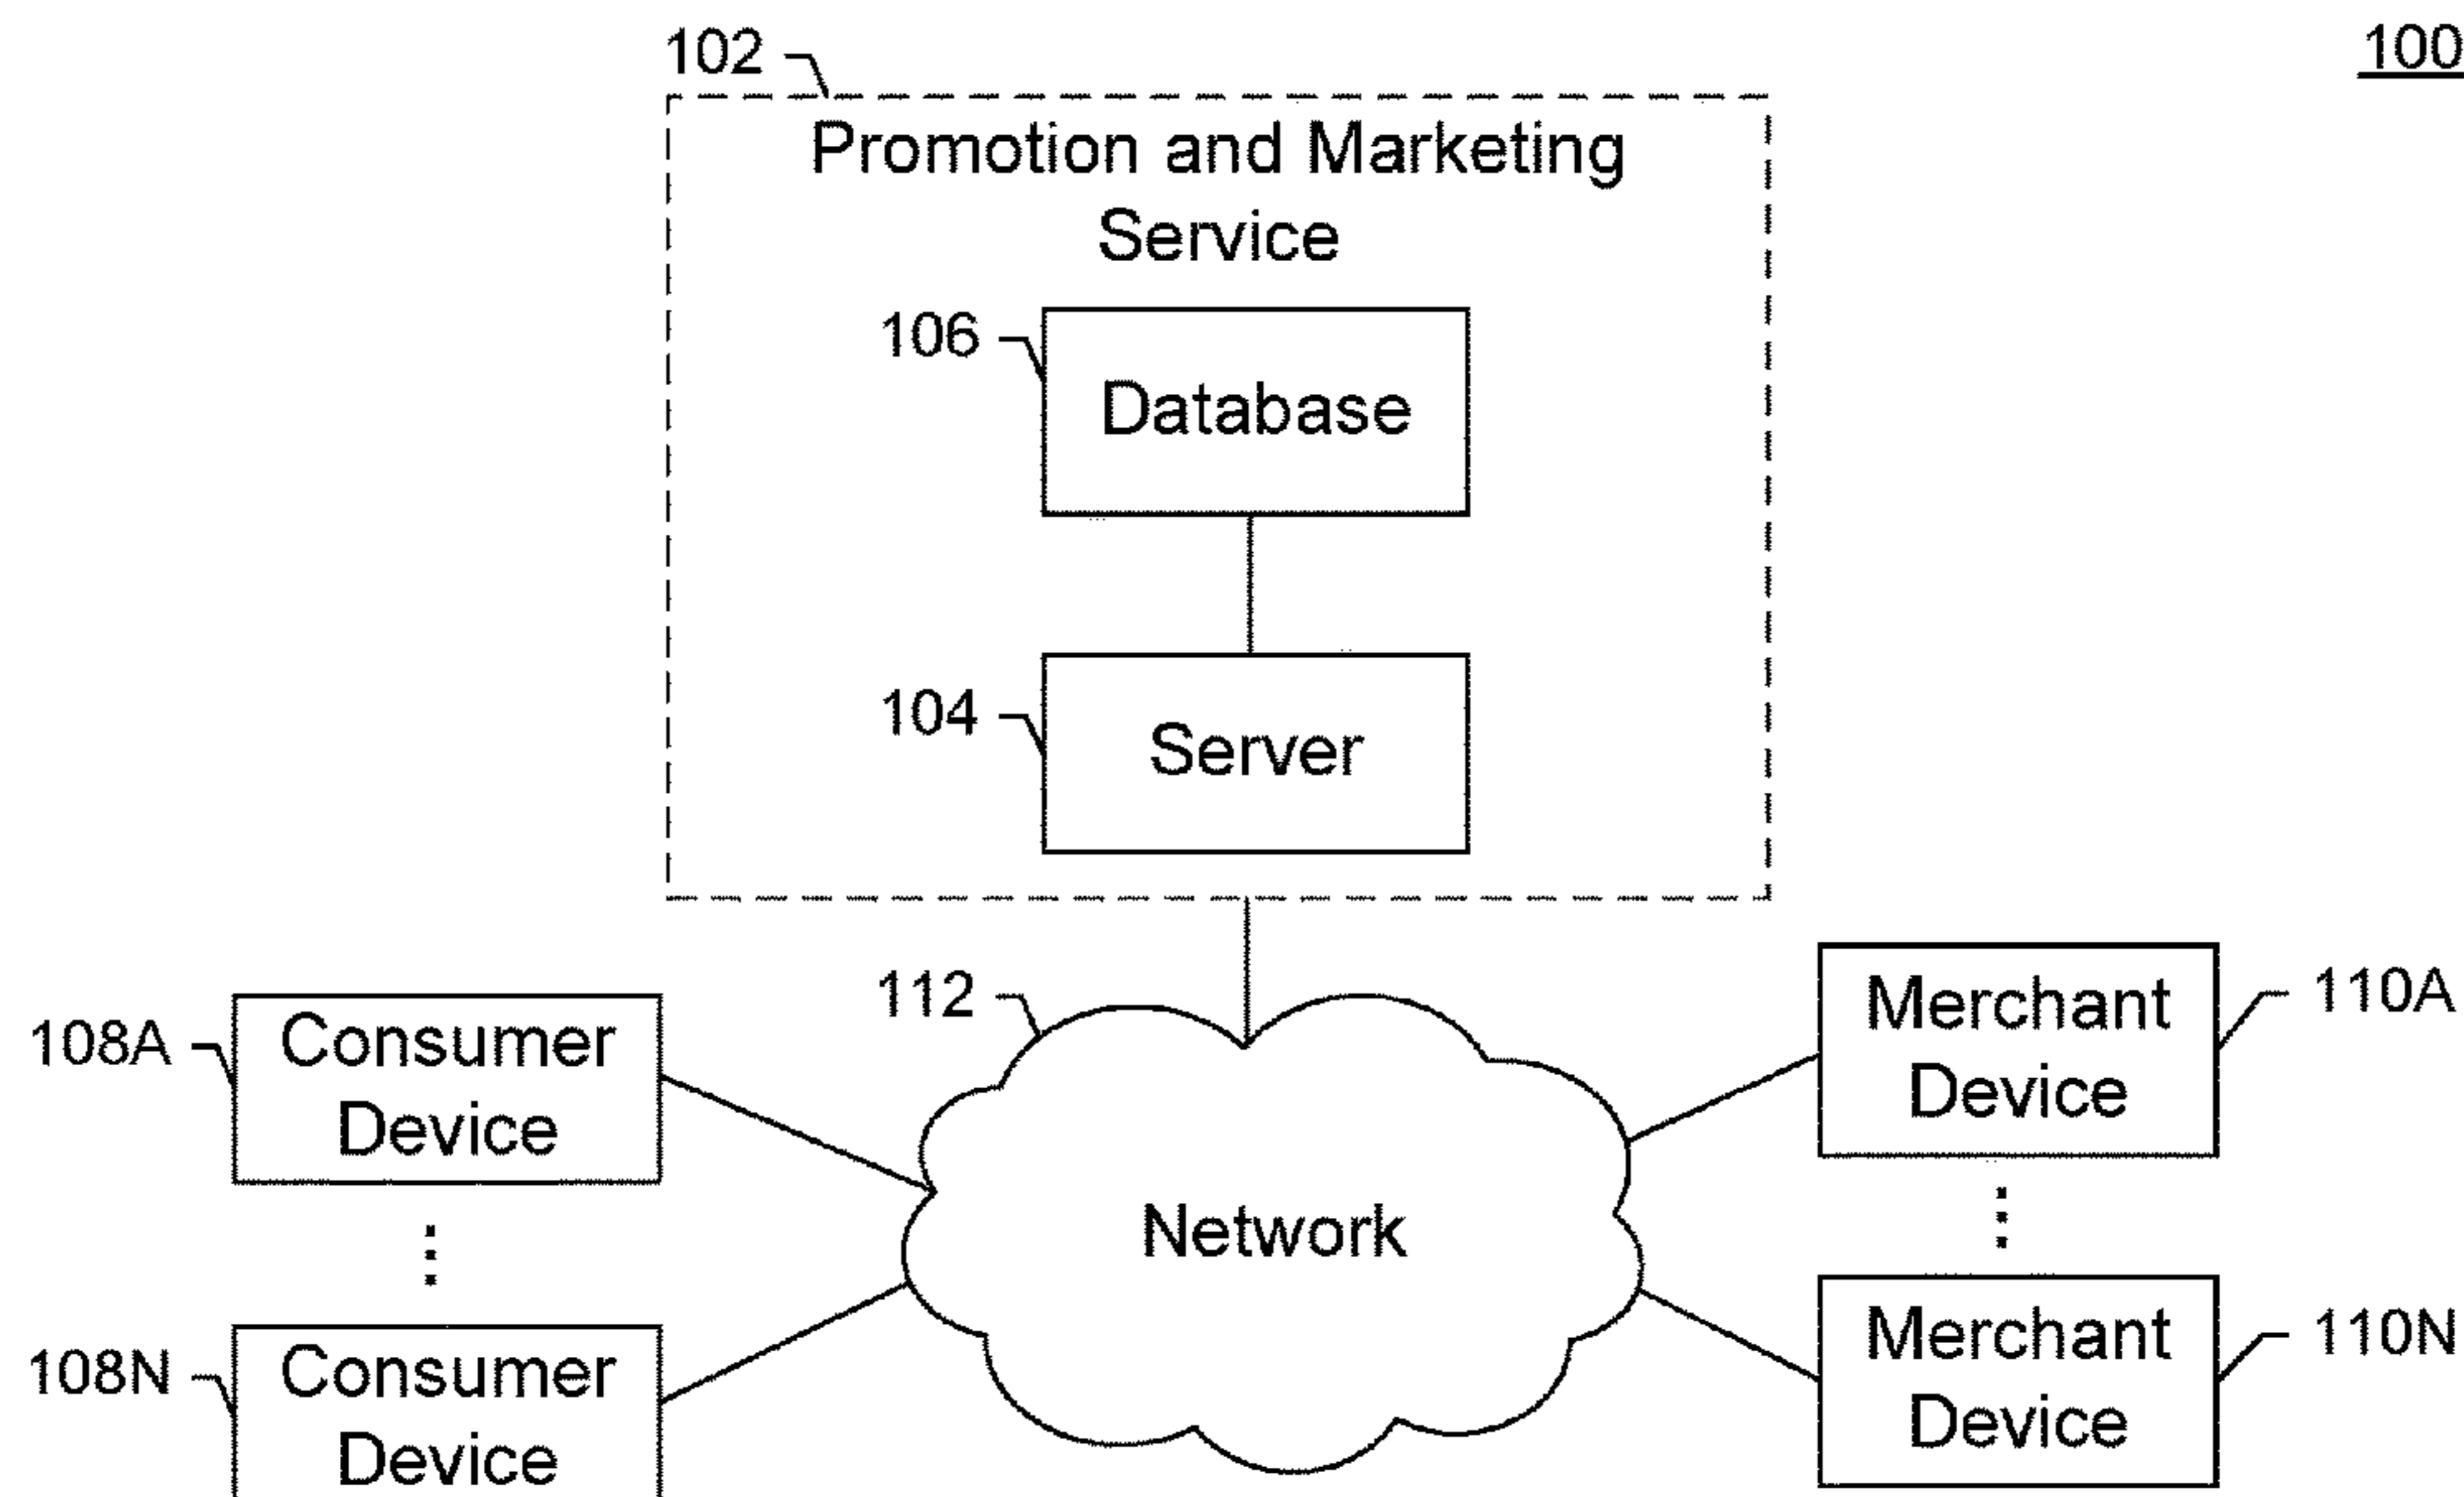 100
102
Promotion and Marketing
Service
106
Database
104
Server
112
108A
Consumer
Device
108N
Consumer
Device
Network
Merchant
Device
110A
Merchant
Device
110N